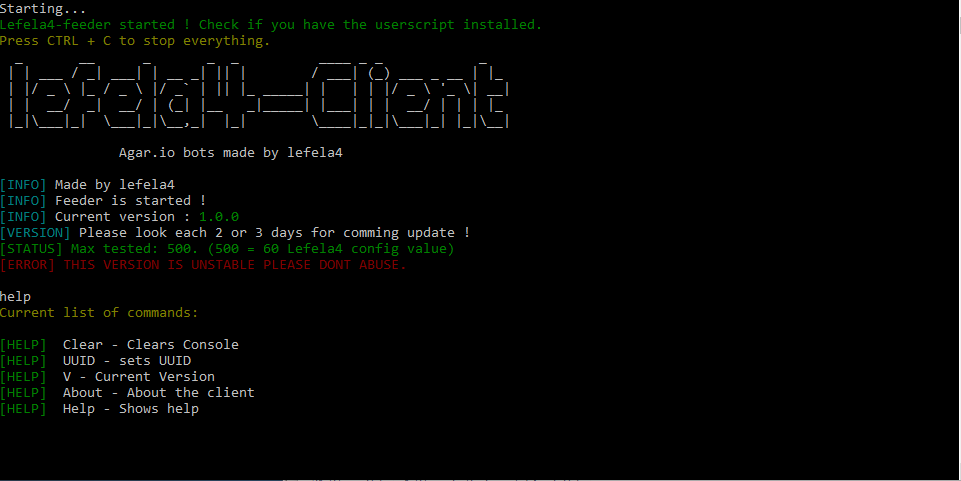 Starting...
Lefela4-feeder started ! Check if you have the userscript installed.
Press CTRL + C to stop everything.
Lefela4-Client
Agar.io bots made by lefela4
[INFO] Made by lefela4
[INFO] Feeder is started !
[INFO] Current version : 1.0.0
[VERSION] Please look each 2 or 3 days for comming update !
[STATUS] Max tested: 500. (500 = 60 Lefela4 config value)
[ERROR] THIS VERSION IS UNSTABLE PLEASE DONT ABUSE.
help
Current list of commands:
[HELP] Clear - Clears Console
[HELP] UUID - sets UUID
[HELP] V - Current Version
[HELP] About - About the client
[HELP] Help - Shows help